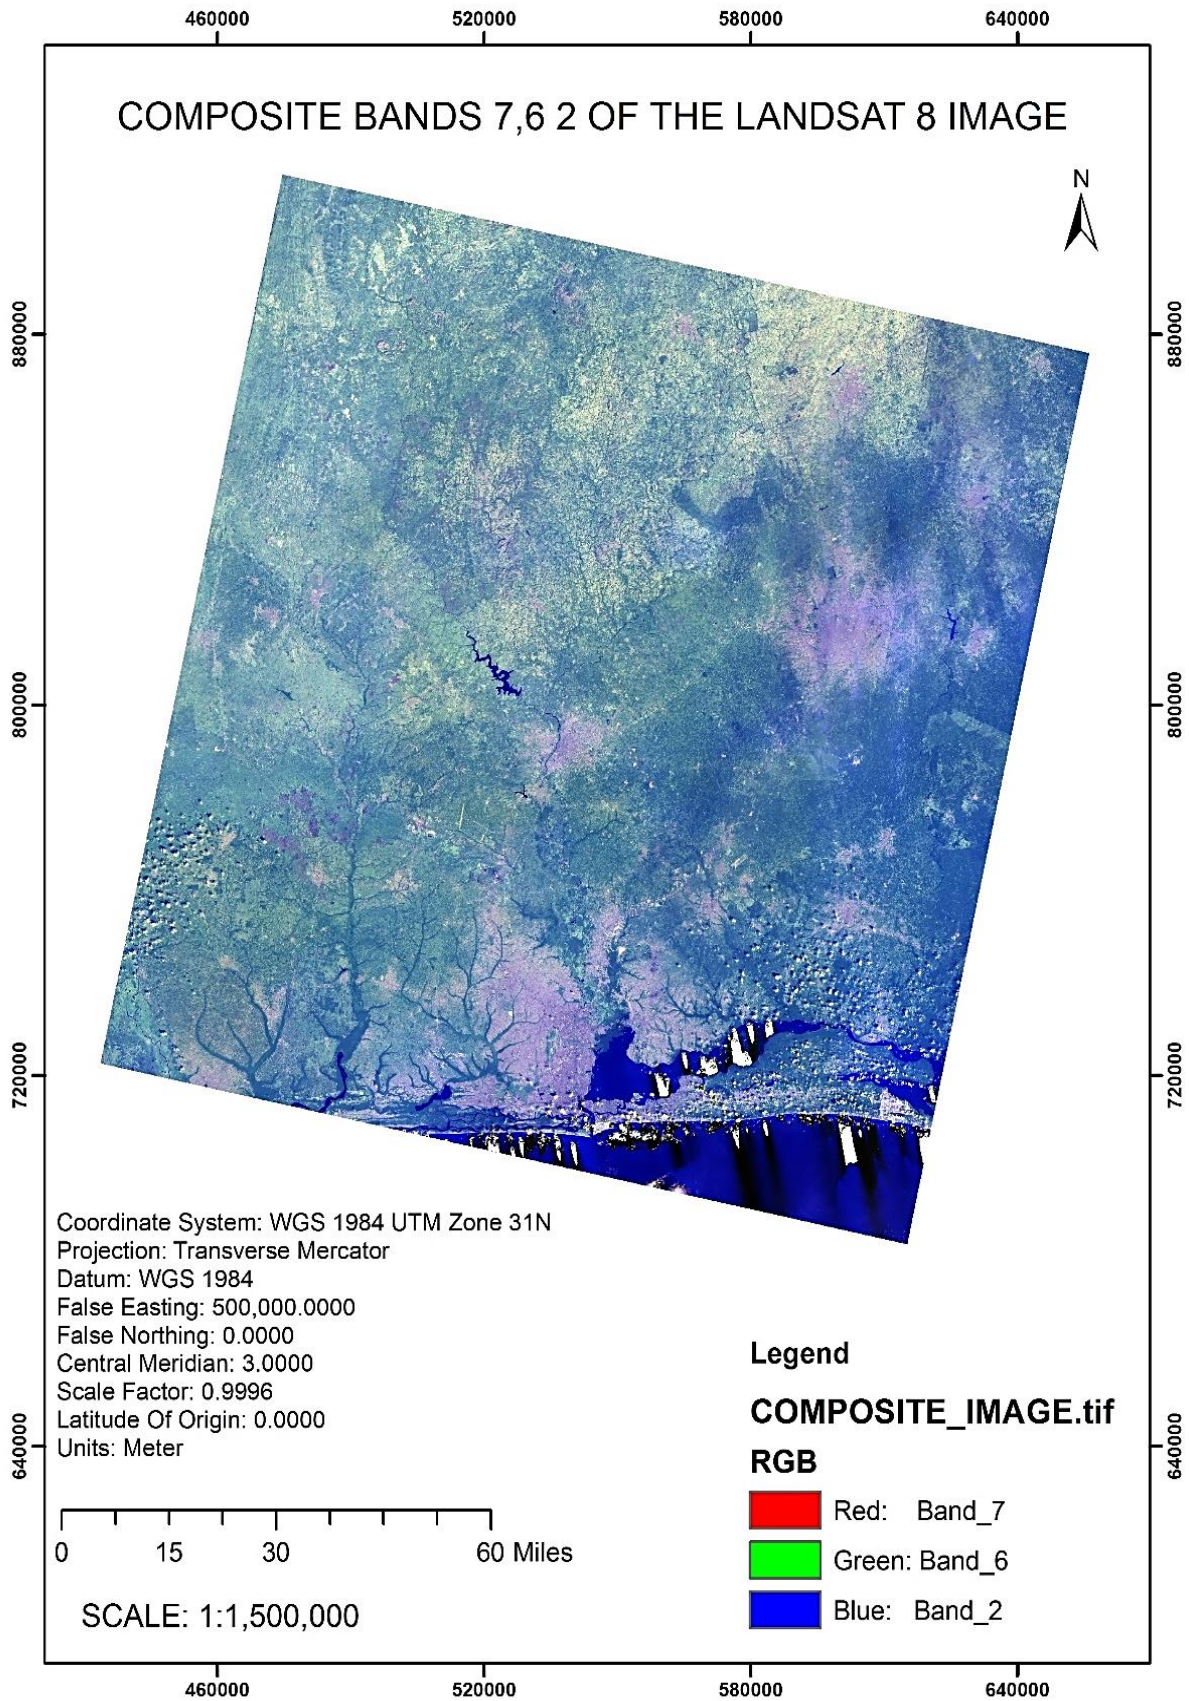 460000 520000 580000 640000
COMPOSITE BANDS 7,6 2 OF THE LANDSAT 8 IMAGE
N
880000 880000
800000 800000
720000 720000
Coordinate System: WGS 1984 UTM Zone 31N
Projection: Transverse Mercator
Datum: WGS 1984
False Easting: 500,000.0000
False Northing: 0.0000
Central Meridian: 3.0000
Scale Factor: 0.9996
Latitude Of Origin: 0.0000
Units: Meter
Legend
COMPOSITE_IMAGE.tif
RGB
Red: Band_7
Green: Band_6
Blue: Band_2
640000 640000
0 15 30 60 Miles
SCALE: 1:1,500,000
460000 520000 580000 640000